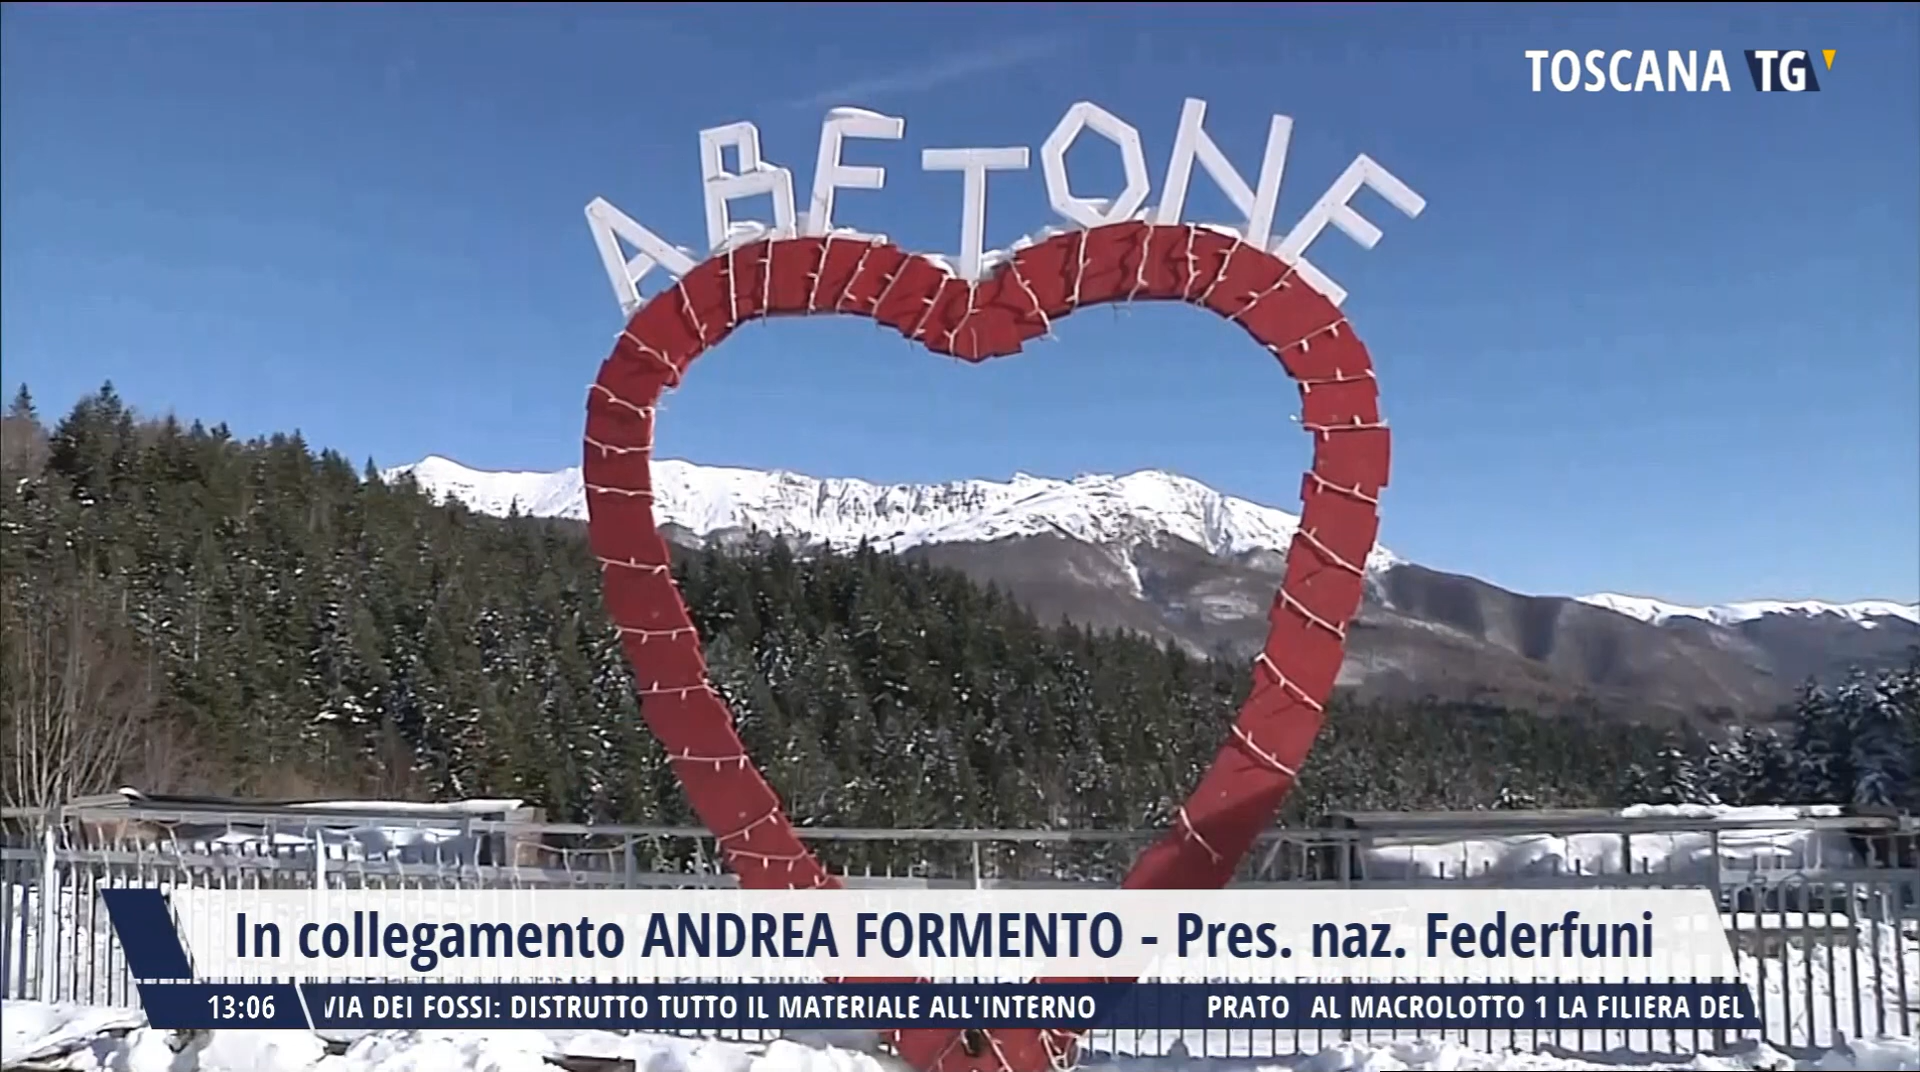 TOSCANA TG
ABETONE
In collegamento ANDREA FORMENTO - Pres. naz. Federfuni
13:06 VIA DEI FOSSI: DISTRUTTO TUTTO IL MATERIALE ALL'INTERNO PRATO AL MACROLOTTO 1 LA FILIERA DEL